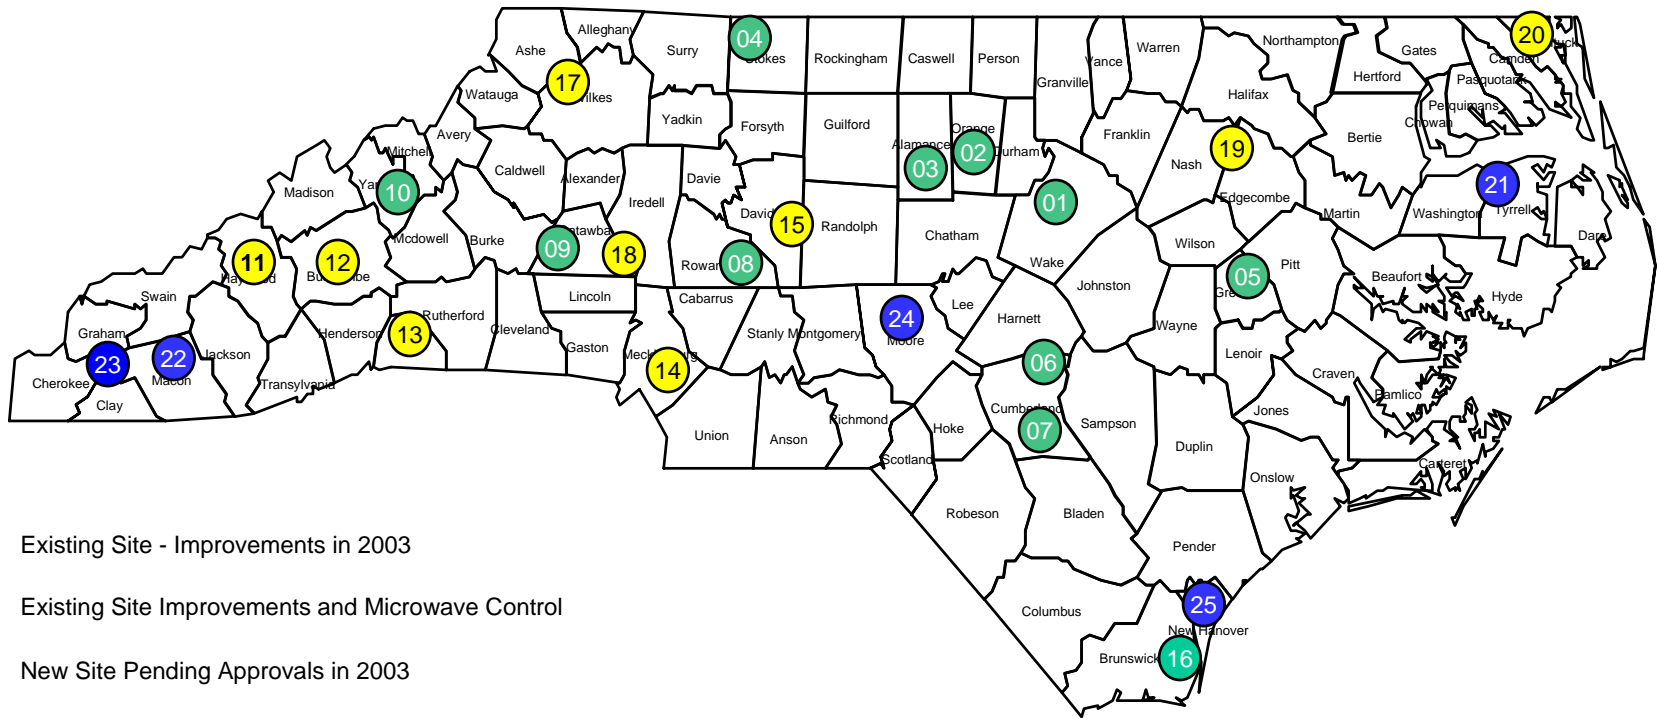 Alleghany
Ashe
Surry
04
Stokes
Rockingham
Caswell
Person
Granville
Vance
Warren
Northampton
Gates
20
Camden
Hertford
Pasquotank
17
Wilkes
Watauga
Halifax
Perquimans
Chowan
Yadkin
Forsyth
Guilford
Orange
Alamance
02
Durham
03
Franklin
Nash
19
Bertie
Avery
Mitchell
Caldwell
Alexander
Davie
Madison
10
Iredell
01
Edgecombe
Martin
Washington
21
Tyrrell
Dare
15
Randolph
Chatham
Wake
Wilson
Mcdowell
Burke
09
18
Rowan
08
11
12
05
Pitt
Beaufort
Hyde
Swain
Lincoln
Cabarrus
Lee
Johnston
Graham
Henderson
13
Rutherford
Cleveland
Gaston
Stanly
Montgomery
24
Moore
Harnett
Wayne
Lenoir
23
22
Macon
Jackson
Cherokee
Clay
Transylvania
14
06
Craven
Pamlico
Jones
Union
Anson
Richmond
Hoke
Cumberland
07
Sampson
Duplin
Scotland
Onslow
Carteret
Robeson
Bladen
Pender
Columbus
25
New Hanover
Brunswick
16
Existing Site - Improvements in 2003
Existing Site Improvements and Microwave Control
New Site Pending Approvals in 2003